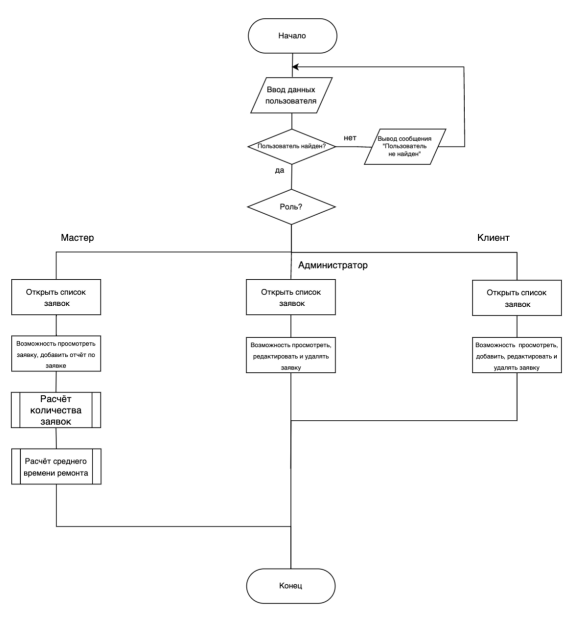 Начало
Ввод данных
пользователя
Пользователь найден?
нет
Вывод сообщения
"Пользователь
не найден"
да
Роль?
Мастер
Администратор
Клиент
Открыть список
заявок
Открыть список
заявок
Открыть список
заявок
Возможность просмотреть
заявку, добавить отчёт по
заявке
Возможность просмотреть,
редактировать и удалять
заявку
Возможность просмотреть,
добавить, редактировать и
удалять заявку
Расчёт
количества
заявок
Расчёт среднего
времени ремонта
Конец